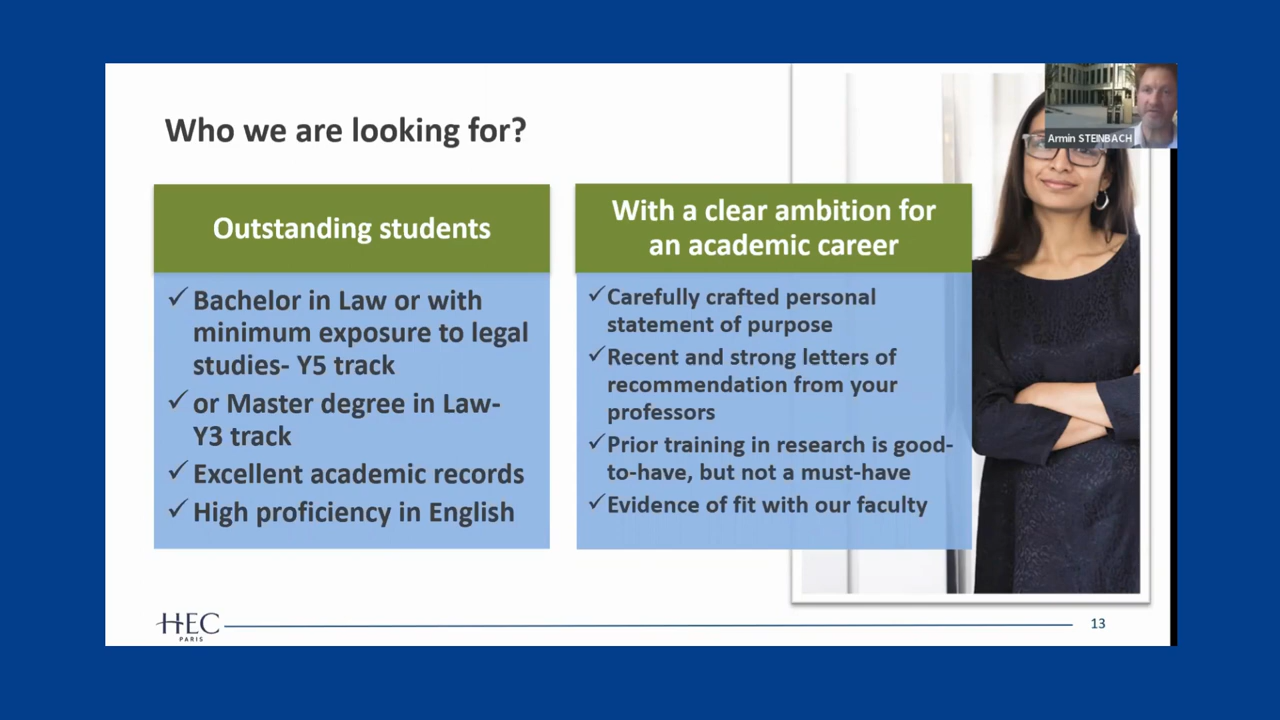 Who we are looking for?
Armin STEINBACH
Outstanding students
✓ Bachelor in Law or with
minimum exposure to legal
studies- Y5 track
✓ or Master degree in Law-
Y3 track
✓ Excellent academic records
✓ High proficiency in English
With a clear ambition for
an academic career
✓Carefully crafted personal
statement of purpose
✓Recent and strong letters of
recommendation from your
professors
✓Prior training in research is good-
to-have, but not a must-have
✓Evidence of fit with our faculty
HEC
PARIS
13